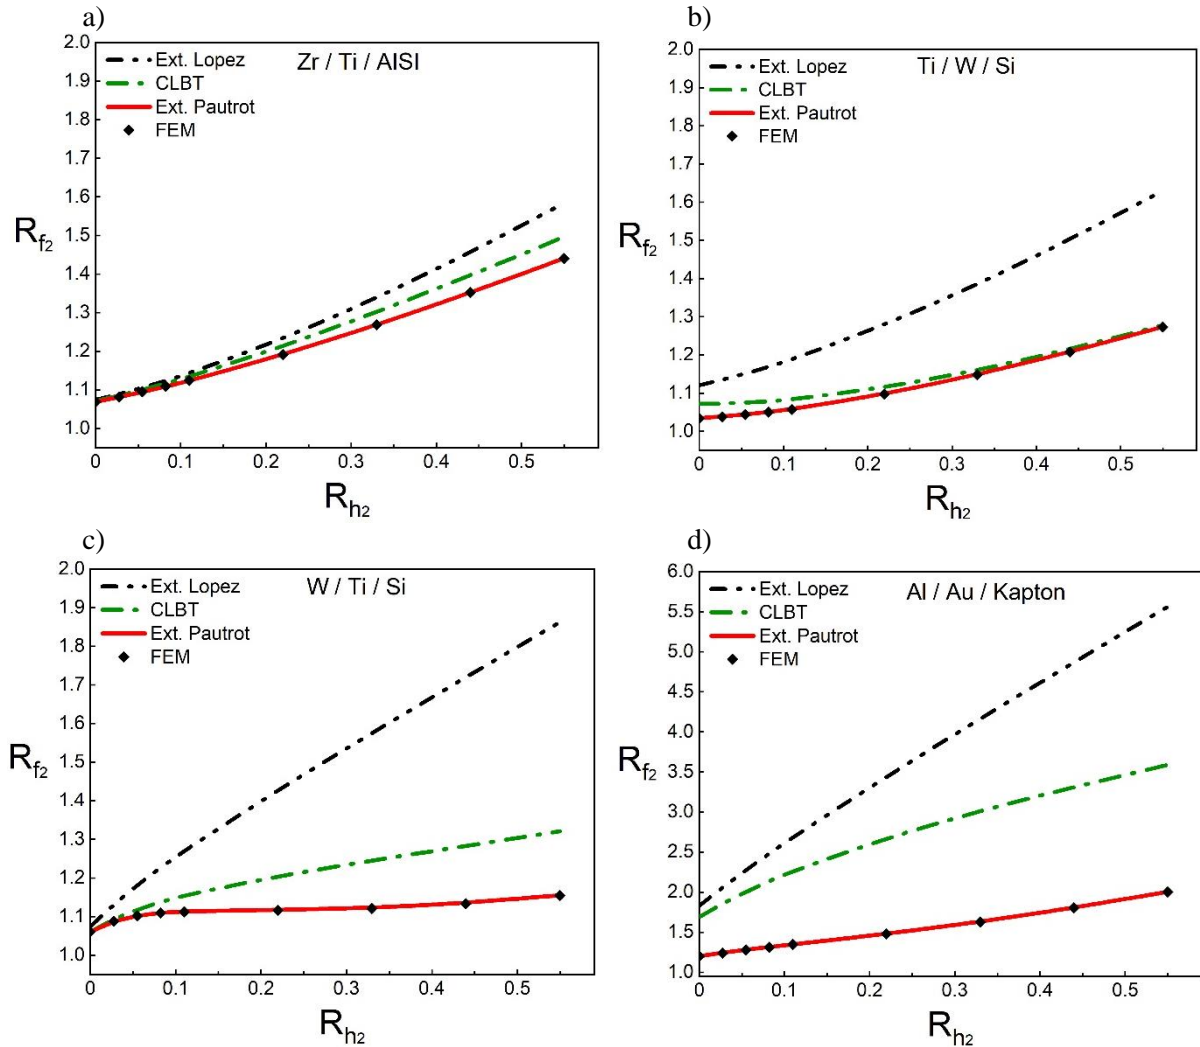 a)
Zr / Ti / AISI
Ext. Lopez
CLBT
Ext. Pautrot
FEM
2.0
1.9
1.8
1.7
1.6
1.5
1.4
1.3
1.2
1.1
1.0
Rf2
0 0.1 0.2 0.3 0.4 0.5
Rh2
b)
Ti / W / Si
Ext. Lopez
CLBT
Ext. Pautrot
FEM
2.0
1.9
1.8
1.7
1.6
1.5
1.4
1.3
1.2
1.1
1.0
Rf2
0 0.1 0.2 0.3 0.4 0.5
Rh2
c)
W / Ti / Si
Ext. Lopez
CLBT
Ext. Pautrot
FEM
2.0
1.9
1.8
1.7
1.6
1.5
1.4
1.3
1.2
1.1
1.0
Rf2
0 0.1 0.2 0.3 0.4 0.5
Rh2
d)
Al / Au / Kapton
Ext. Lopez
CLBT
Ext. Pautrot
FEM
6.0
5.5
5.0
4.5
4.0
3.5
3.0
2.5
2.0
1.5
1.0
Rf2
0 0.1 0.2 0.3 0.4 0.5
Rh2